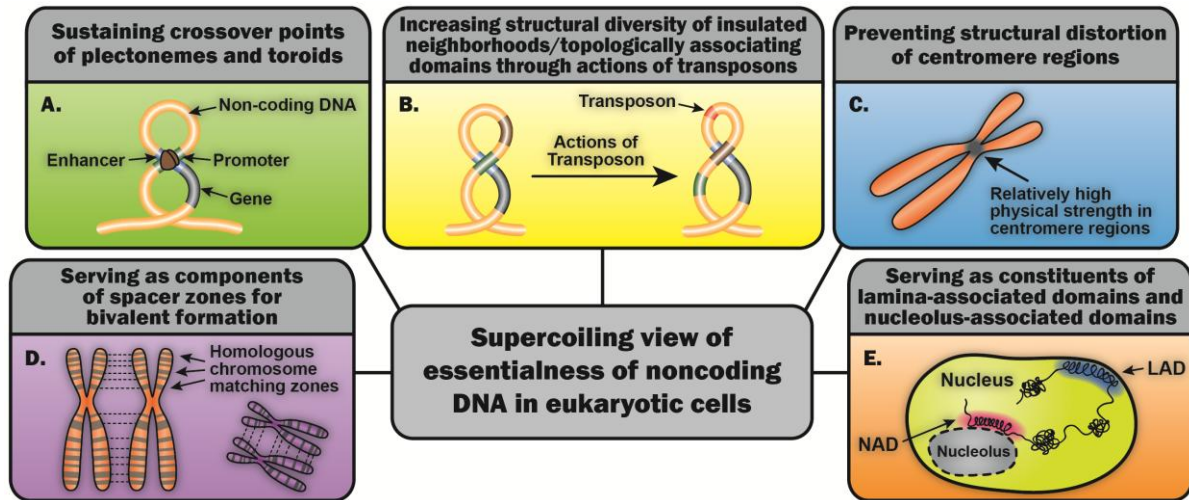 Sustaining crossover points
of plectonemes and toroids
A.
Non-coding DNA
Enhancer
Promoter
Gene
Increasing structural diversity of insulated
neighborhoods/topologically associating
domains through actions of transposons
B.
Transposon
Actions of
Transposon
Preventing structural distortion
of centromere regions
C.
Relatively high
physical strength in
centromere regions
Serving as components
of spacer zones for
bivalent formation
D.
Homologous
chromosome
matching zones
Supercoiling view of
essentialness of noncoding
DNA in eukaryotic cells
Serving as constituents of
lamina-associated domains and
nucleolus-associated domains
E.
Nucleus
LAD
NAD
Nucleolus